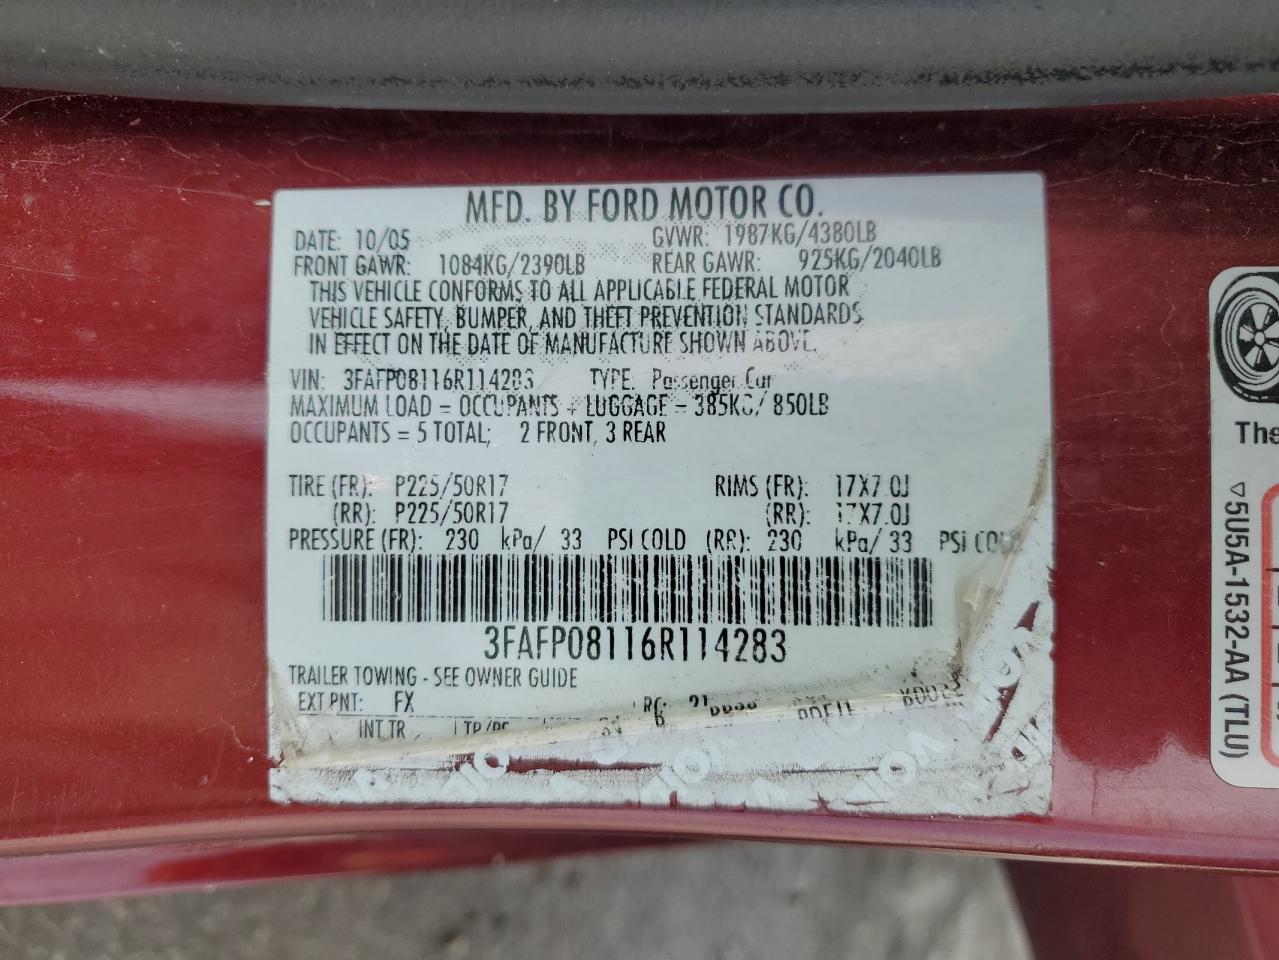 MFD. BY FORD MOTOR CO.
DATE: 10/05 GVWR: 1987KG/4380LB
FRONT GAWR: 1084KG/2390LB REAR GAWR: 925KG/2040LB
THIS VEHICLE CONFORMS TO ALL APPLICABLE FEDERAL MOTOR
VEHICLE SAFETY, BUMPER, AND THEFT PREVENTION STANDARDS
IN EFFECT ON THE DATE OF MANUFACTURE SHOWN ABOVE.
VIN: 3FAFP08116R114283 TYPE: Passenger Car
MAXIMUM LOAD = OCCUPANTS + LUGGAGE = 385KG/ 850LB
OCCUPANTS = 5 TOTAL; 2 FRONT, 3 REAR
TIRE (FR): P225/50R17 RIMS (FR): 17X7.0J
(RR): P225/50R17 (RR): 17X7.0J
PRESSURE (FR): 230 kPa/ 33 PSI COLD (RR): 230 kPa/ 33 PSI COLD
3FAFP08116R114283
TRAILER TOWING - SEE OWNER GUIDE
EXT PNT: FX RC: 21
INT TR
VOID
The
5U5A-1532-AA (TLU)